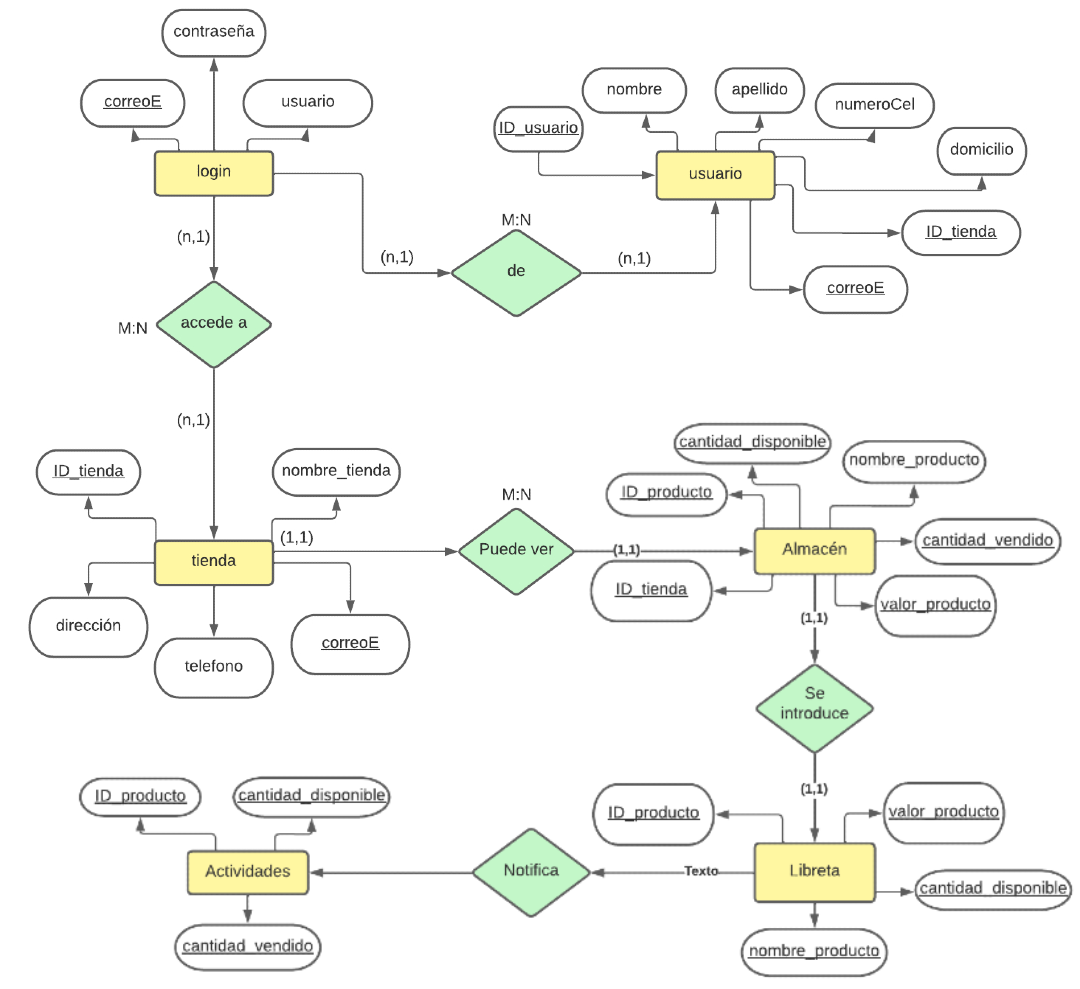 contraseña
correoE
usuario
login
nombre
apellido
numeroCel
ID_usuario
domicilio
usuario
ID_tienda
correoE
(n,1)
(n,1)
M:N
de
(n,1)
M:N
accede a
(n,1)
ID_tienda
nombre_tienda
(1,1)
tienda
dirección
telefono
correoE
M:N
Puede ver
(1,1)
cantidad_disponible
nombre_producto
ID_producto
cantidad_vendido
Almacén
ID_tienda
valor_producto
(1,1)
Se
introduce
(1,1)
ID_producto
valor_producto
Libreta
cantidad_disponible
nombre_producto
Texto
Notifica
ID_producto
cantidad_disponible
Actividades
cantidad_vendido